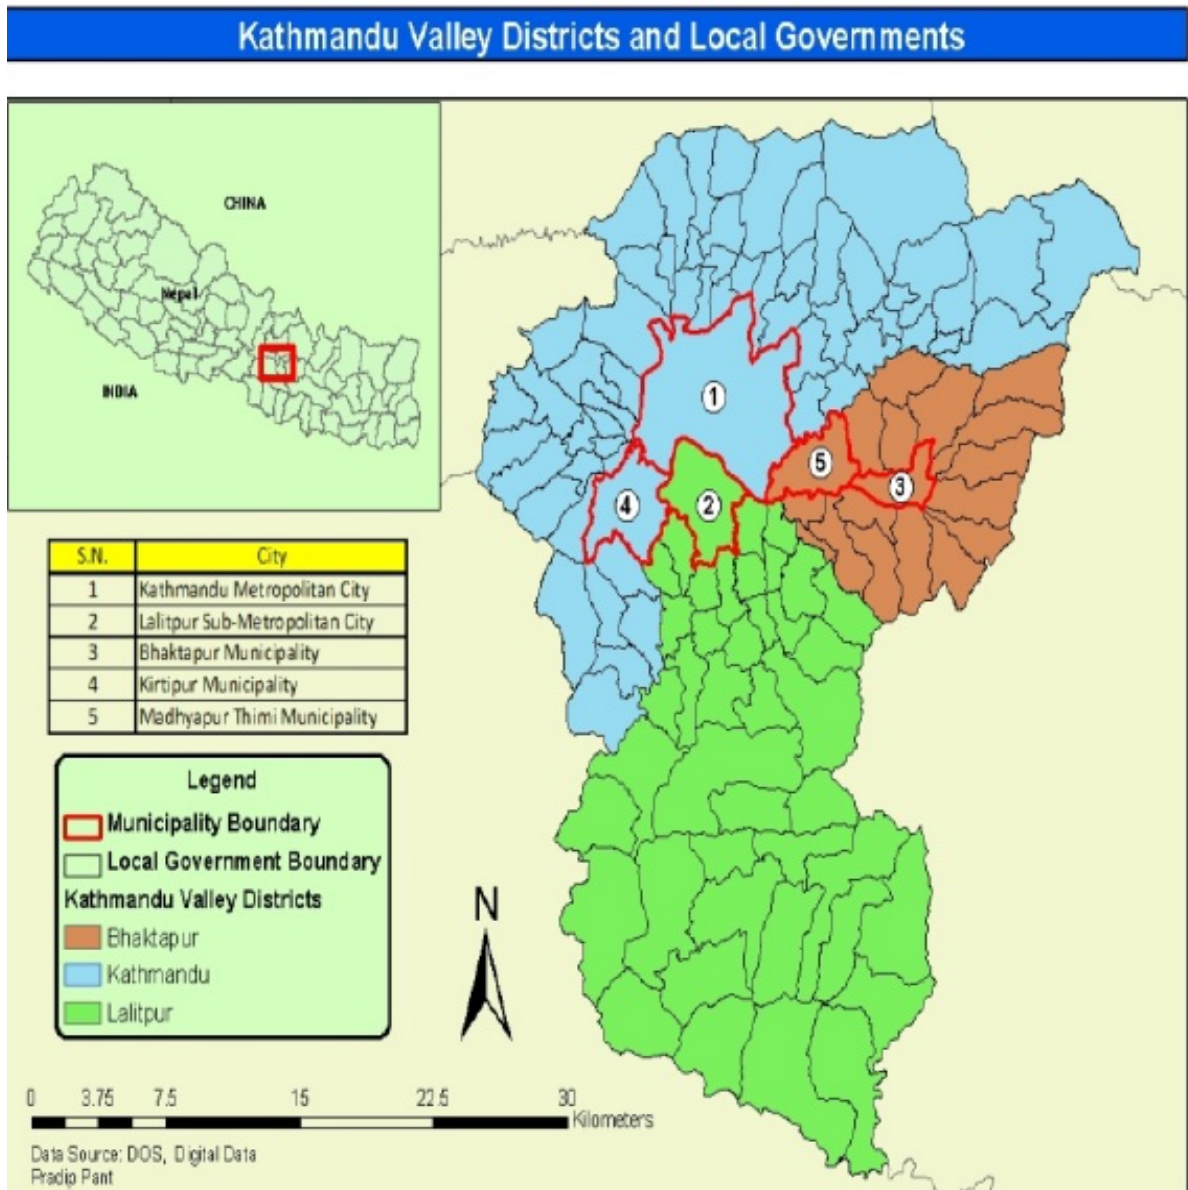 Kathmandu Valley Districts and Local Governments
CHINA
Nepal
INDIA
1
5
3
4
2
S.N. City
1 Kathmandu Metropolitan City
2 Lalitpur Sub-Metropolitan City
3 Bhaktapur Municipality
4 Kirtipur Municipality
5 Madhyapur Thimi Municipality
Legend
Municipality Boundary
Local Government Boundary
Kathmandu Valley Districts
Bhaktapur
Kathmandu
Lalitpur
N
0 3.75 7.5 15 22.5 30
Kilometers
Data Source: DOS, Digital Data
Pradip Pant